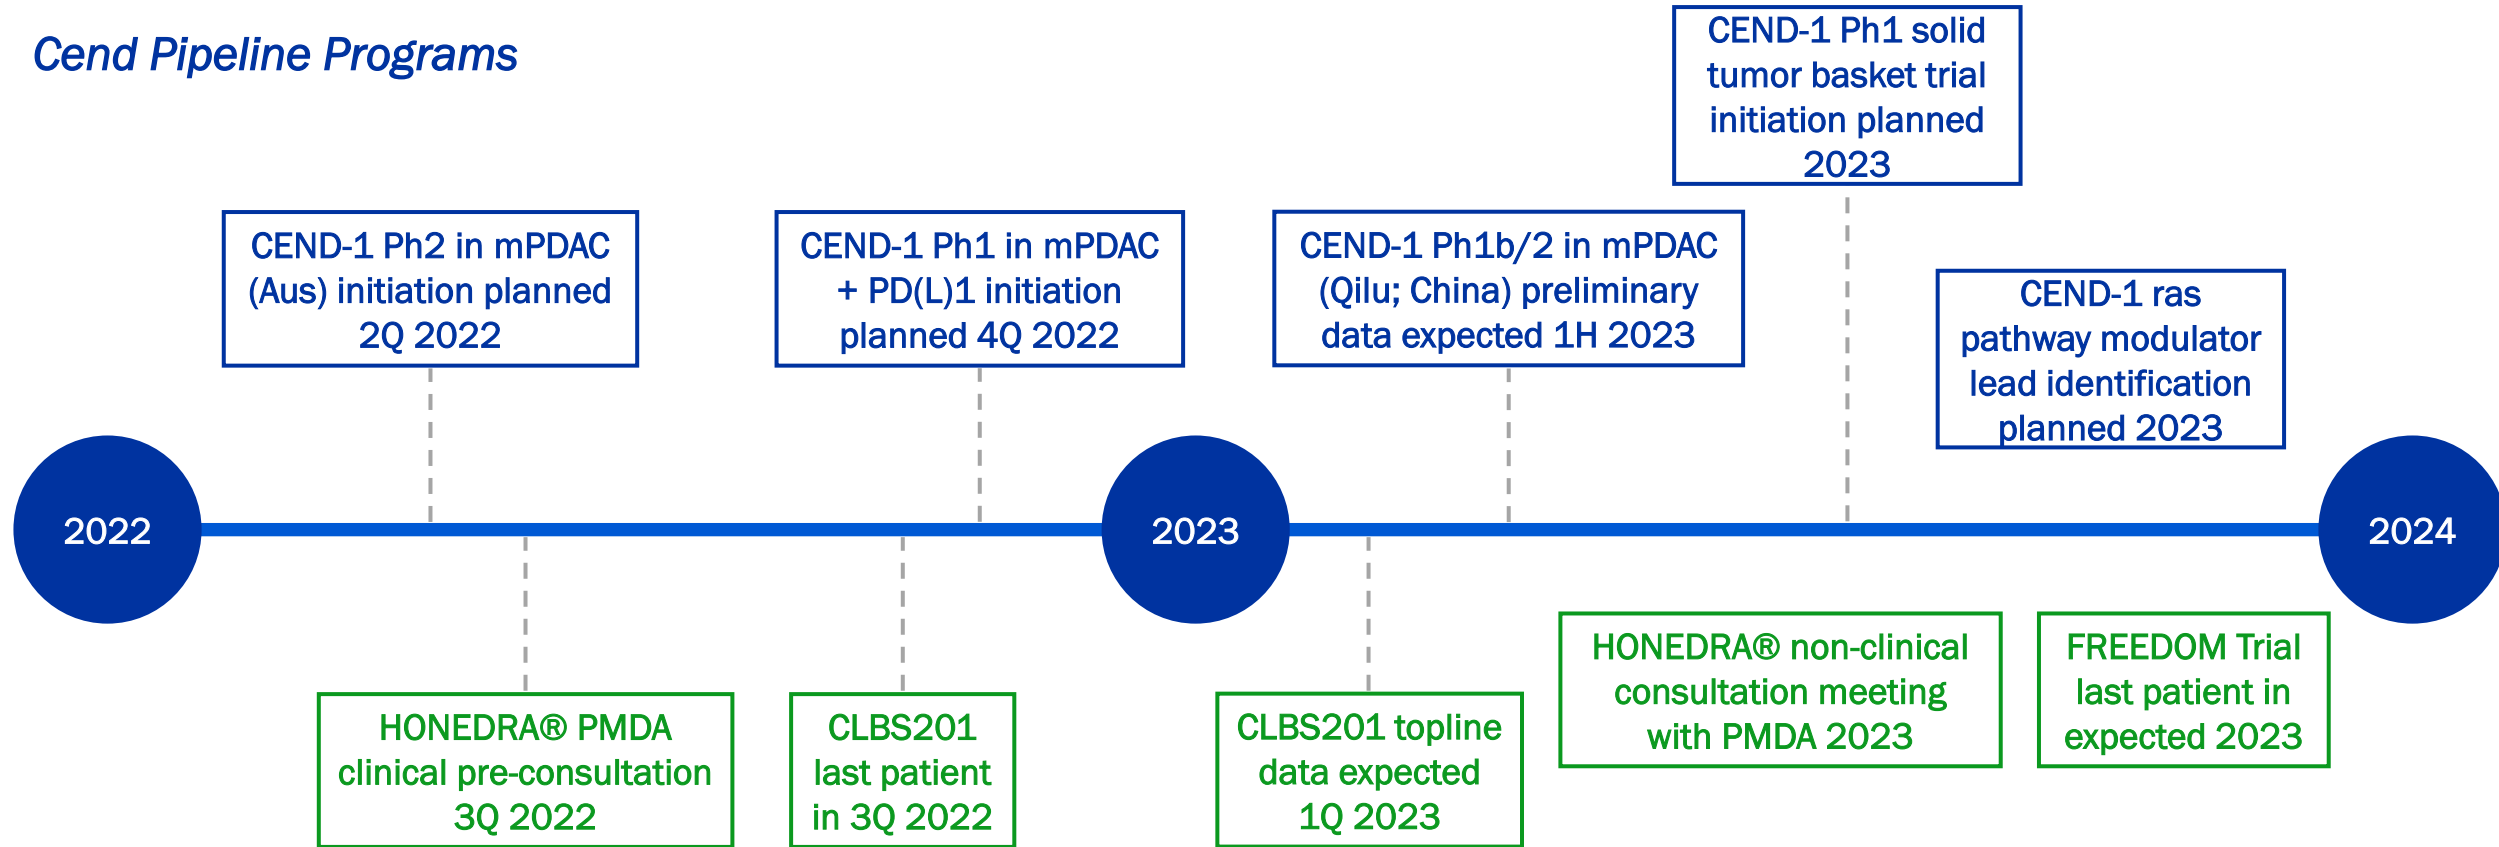 Cend Pipeline Programs
CEND-1 Ph1 solid
tumor basket trial
initiation planned
2023
CEND-1 Ph2 in mPDAC
(Aus) initiation planned
2Q 2022
CEND-1 Ph1 in mPDAC
+ PD(L)1 initiation
planned 4Q 2022
CEND-1 Ph1b/2 in mPDAC
(Qilu; China) preliminary
data expected 1H 2023
CEND-1 ras
pathway modulator
lead identification
planned 2023
2022
2023
2024
HONEDRA® PMDA
clinical pre-consultation
3Q 2022
CLBS201
last patient
in 3Q 2022
CLBS201 topline
data expected
1Q 2023
HONEDRA® non-clinical
consultation meeting
with PMDA 2023
FREEDOM Trial
last patient in
expected 2023